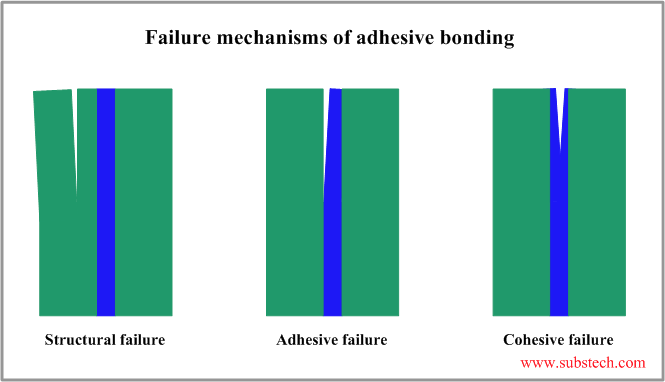 Failure mechanisms of adhesive bonding
Structural failure
Adhesive failure
Cohesive failure
www.substech.com